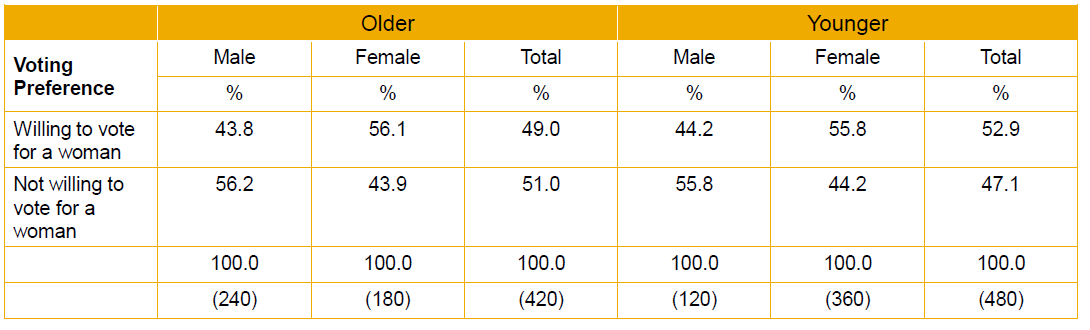 Older Younger
Voting Preference Male Female Total Male Female Total
% % % % % %
Willing to vote for a woman 43.8 56.1 49.0 44.2 55.8 52.9
Not willing to vote for a woman 56.2 43.9 51.0 55.8 44.2 47.1
100.0 100.0 100.0 100.0 100.0 100.0
(240) (180) (420) (120) (360) (480)